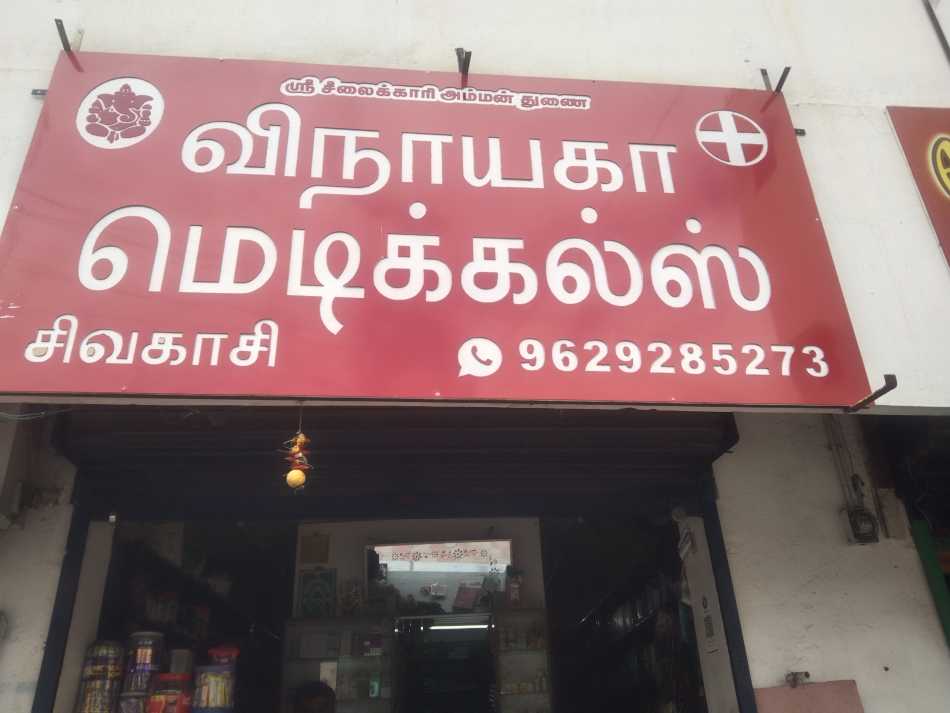 ஸ்ரீ சீலைக்காரி அம்மன் துணை
விநாயகா
மெடிக்கல்ஸ்
சிவகாசி
9629285273